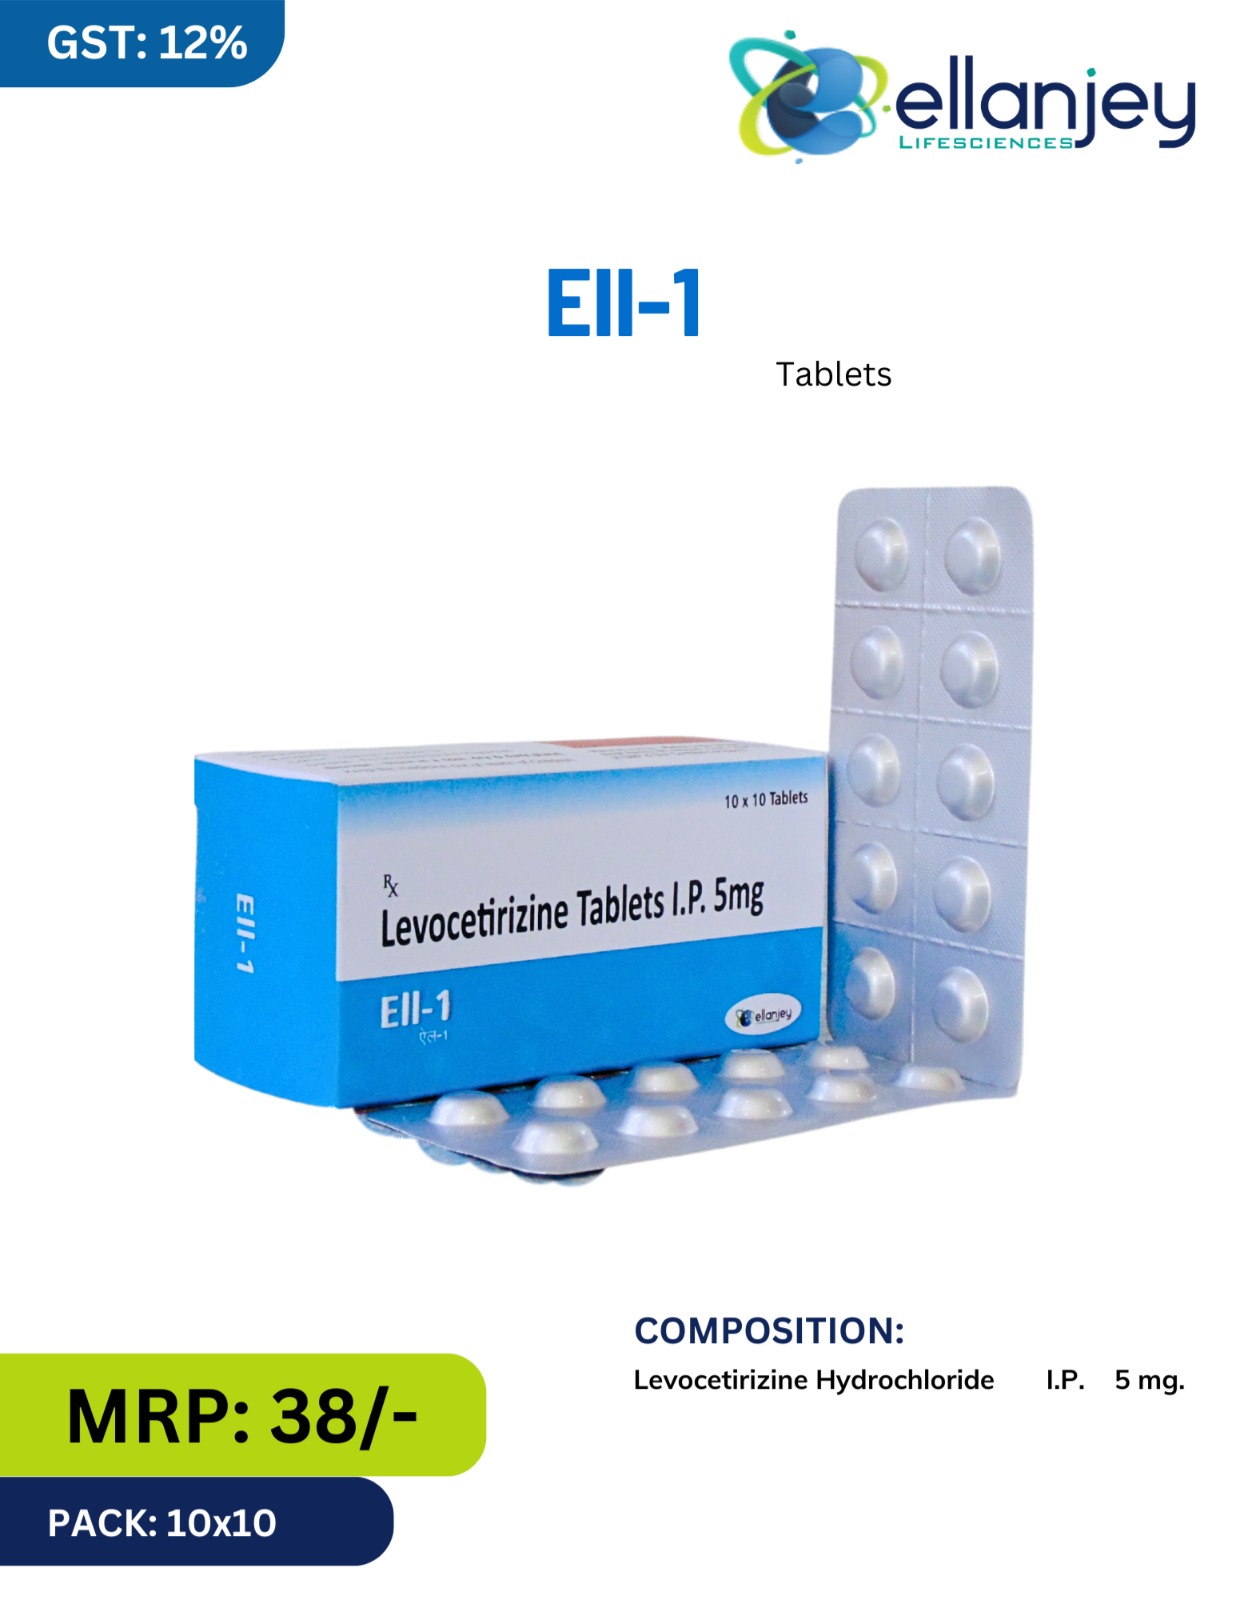 GST: 12%
ellanjey
LIFESCIENCES
Ell-1
Tablets
10 x 10 Tablets
Rx
Levocetirizine Tablets I.P. 5mg
Ell-1
Ell-1
ऐल-1
ellanjey
COMPOSITION:
Levocetirizine Hydrochloride I.P. 5 mg.
MRP: 38/-
PACK: 10x10